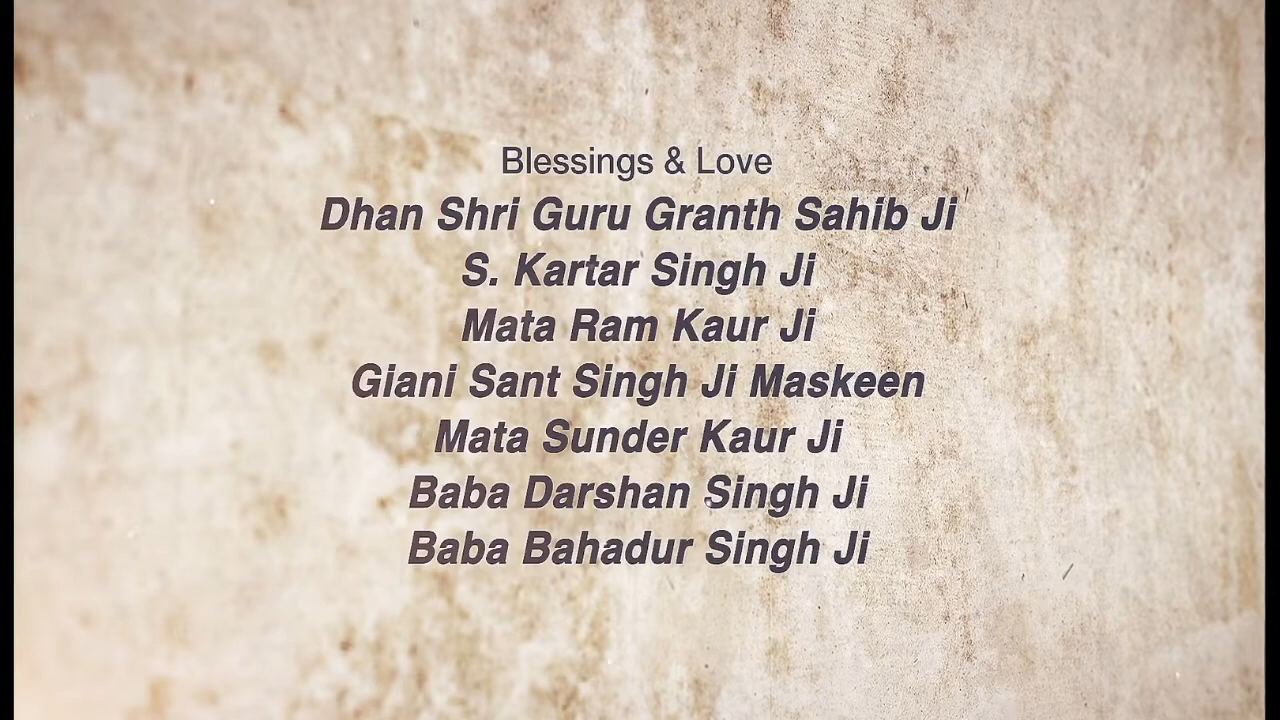 Blessings & Love
Dhan Shri Guru Granth Sahib Ji
S. Kartar Singh Ji
Mata Ram Kaur Ji
Giani Sant Singh Ji Maskeen
Mata Sunder Kaur Ji
Baba Darshan Singh Ji
Baba Bahadur Singh Ji